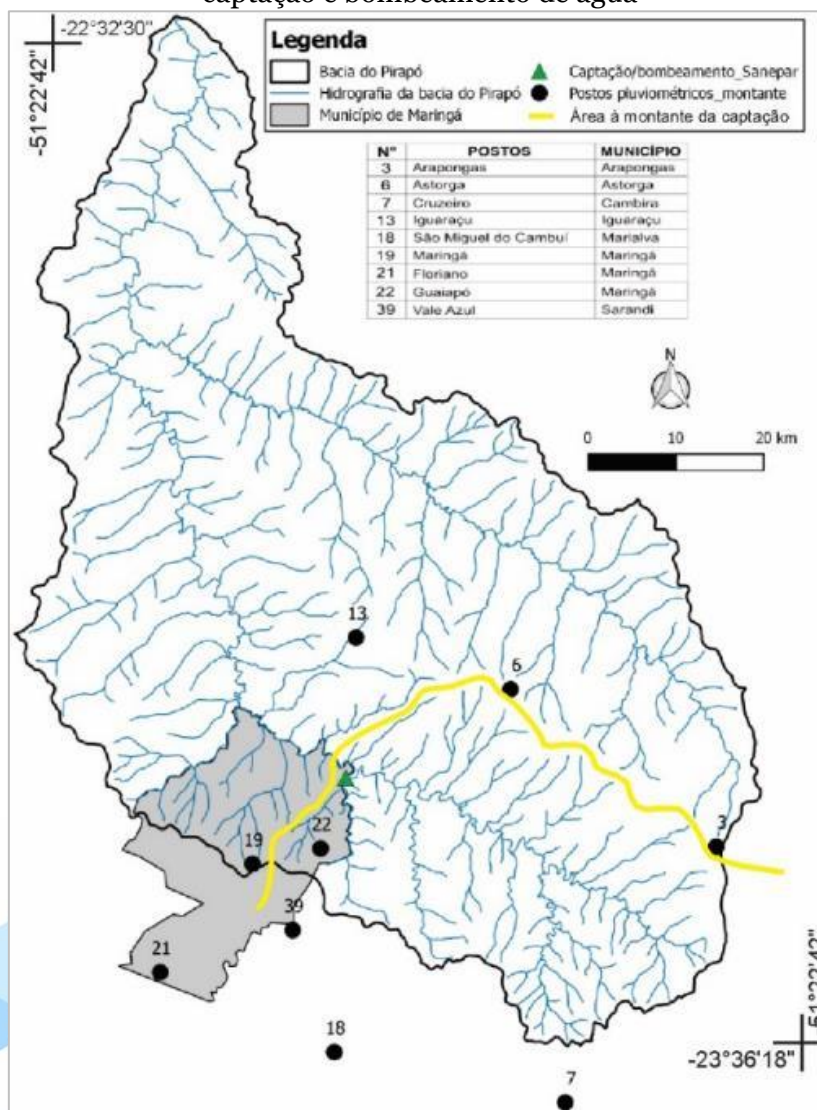 captação e bombeamento de água
-22°32'30"
-51°22'42"
Legenda
Bacia do Pirapó
Hidrografia da bacia do Pirapó
Município de Maringá
Captação/bombeamento_Sanepar
Postos pluviométricos_montante
Área à montante da captação
N° POSTOS MUNICÍPIO
3 Arapongas Arapongas
6 Astorga Astorga
7 Cruzeiro Cambira
13 Iguaraçu Iguaraçu
18 São Miguel do Cambuí Marialva
19 Maringá Maringá
21 Floriano Maringá
22 Guaiapó Maringá
39 Vale Azul Sarandi
N
0 10 20 km
13
6
3
22
19
39
21
18
7
51°22'42"
-23°36'18"